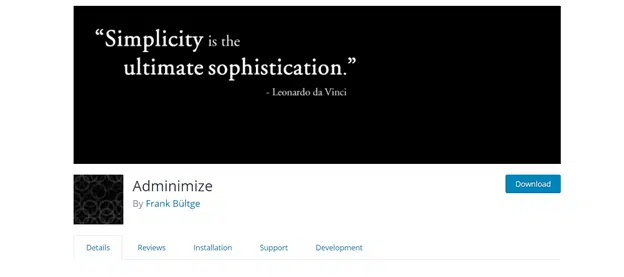 “Simplicity is the
ultimate sophistication.”
- Leonardo da Vinci
Adminimize
Download
By Frank Bültge
Details
Reviews
Installation
Support
Development